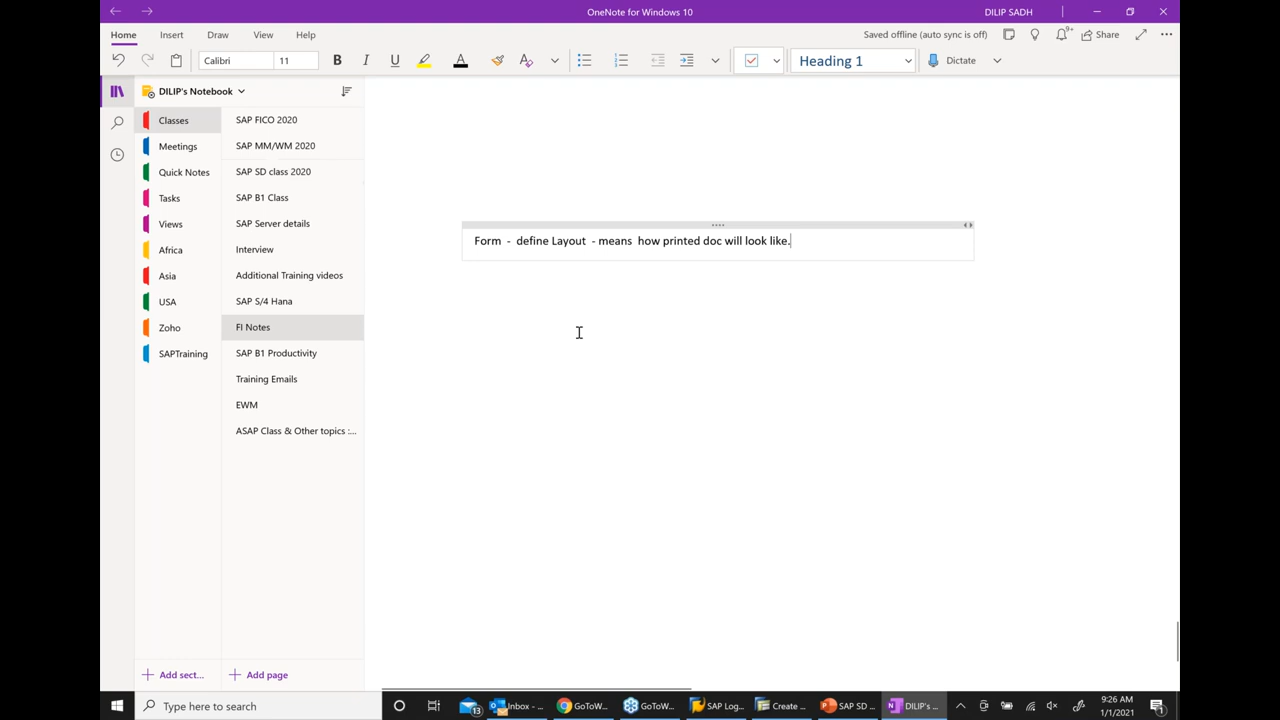 OneNote for Windows 10
DILIP SADH
Home
Insert
Draw
View
Help
Saved offline (auto sync is off)
9+
Share
Calibri
11
B
I
U
A
A
Heading 1
Dictate
DILIP's Notebook
Classes
Meetings
Quick Notes
Tasks
Views
Africa
Asia
USA
Zoho
SAPTraining
SAP FICO 2020
SAP MM/WM 2020
SAP SD class 2020
SAP B1 Class
SAP Server details
Interview
Additional Training videos
SAP S/4 Hana
FI Notes
SAP B1 Productivity
Training Emails
EWM
ASAP Class & Other topics :...
Form - define Layout - means how printed doc will look like.
Add sect...
Add page
Type here to search
13
Inbox - ...
GoToW...
GoToW...
SAP Log...
Create ...
SAP SD ...
DILIP's ...
9:26 AM
1/1/2021
1